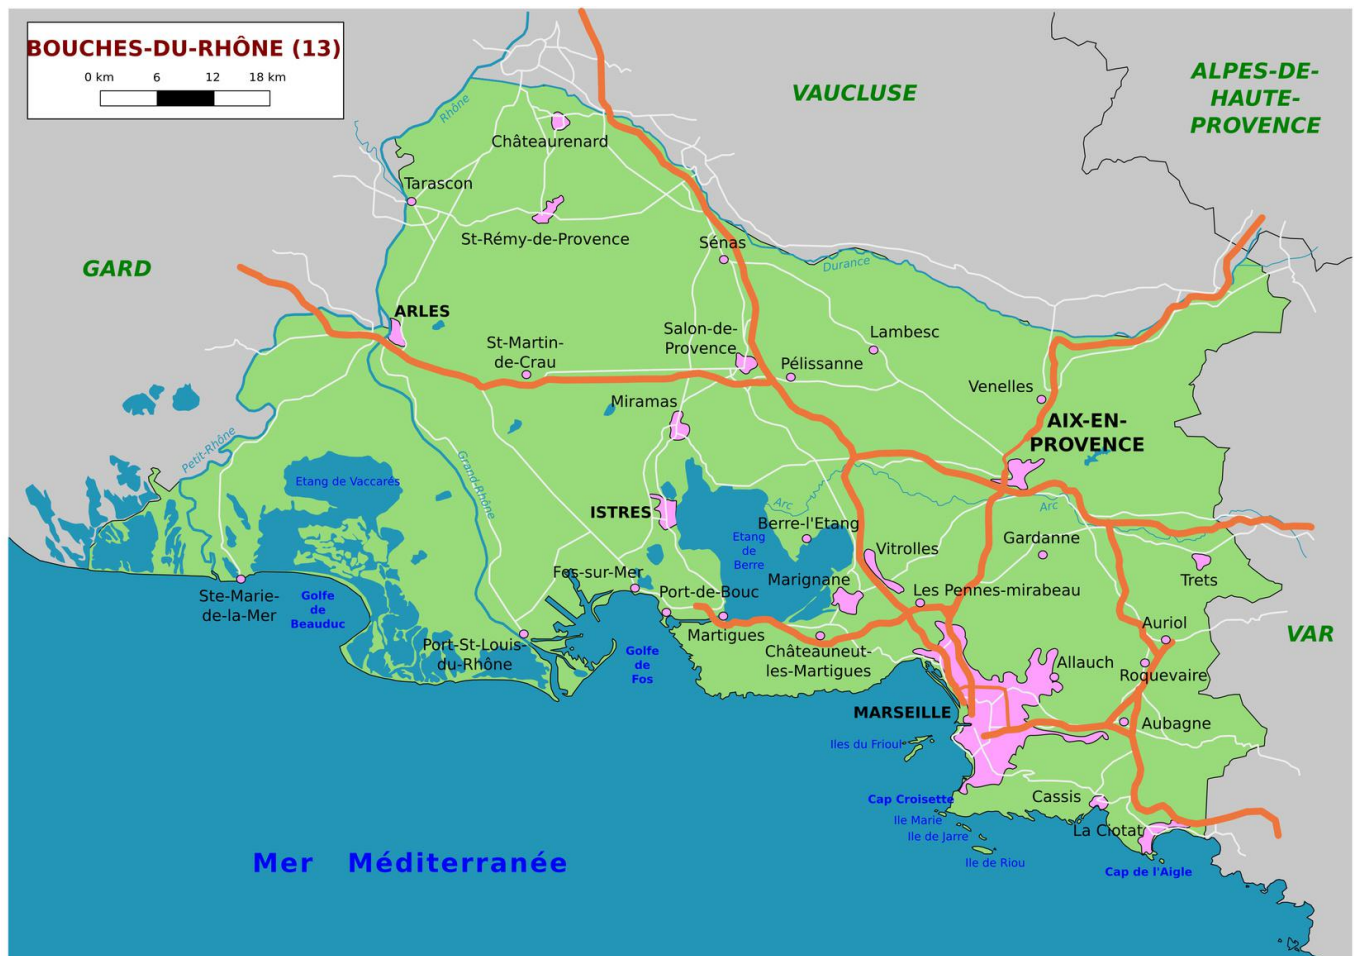 BOUCHES-DU-RHÔNE (13)
0 km 6 12 18 km
VAUCLUSE
ALPES-DE-
HAUTE-
PROVENCE
GARD
VAR
Rhône
Châteaurenard
Tarascon
St-Rémy-de-Provence
Sénas
Durance
ARLES
St-Martin-
de-Crau
Salon-de-
Provence
Lambesc
Pélissanne
Venelles
Miramas
AIX-EN-
PROVENCE
Petit-Rhône
Grand-Rhône
Etang de Vaccarés
ISTRES
Arc
Arc
Berre-l'Etang
Etang
de
Berre
Vitrolles
Gardanne
Trets
Fos-sur-Mer
Port-de-Bouc
Marignane
Les Pennes-mirabeau
Ste-Marie-
de-la-Mer
Golfe
de
Beauduc
Martigues
Auriol
Port-St-Louis-
du-Rhône
Golfe
de
Fos
Châteuneut-
les-Martigues
Allauch
Roquevaire
MARSEILLE
Aubagne
Iles du Frioul
Cap Croisette
Cassis
Ile Marie
Ile de Jarre
La Ciotat
Ile de Riou
Cap de l'Aigle
Mer Méditerranée